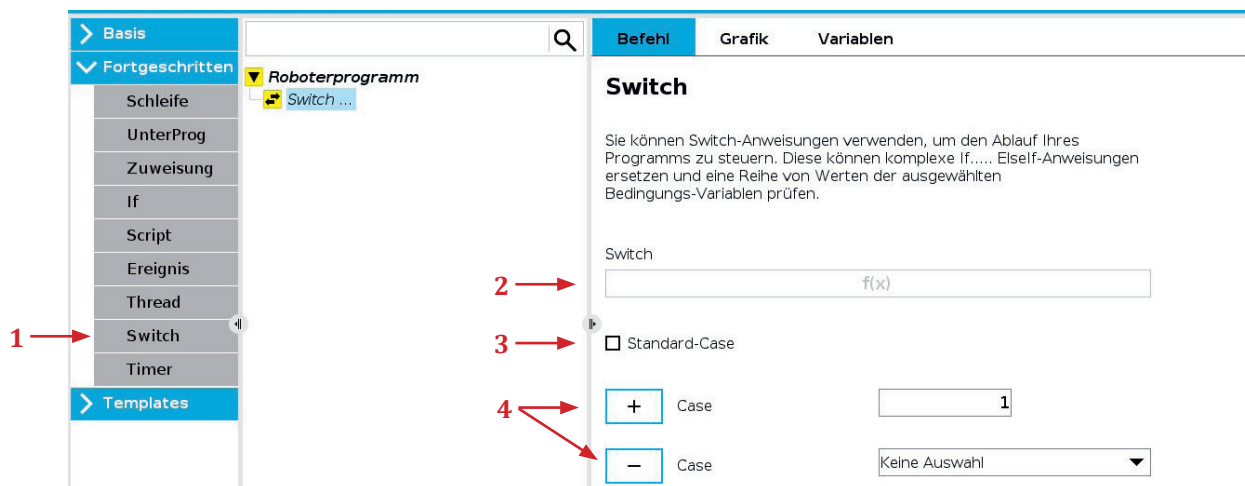 Basis
Fortgeschritten
Schleife
UnterProg
Zuweisung
If
Script
Ereignis
Thread
1
Switch
Timer
Templates
Roboterprogramm
Switch ...
Befehl Grafik Variablen
Switch
Sie können Switch-Anweisungen verwenden, um den Ablauf Ihres
Programms zu steuern. Diese können komplexe If..... ElseIf-Anweisungen
ersetzen und eine Reihe von Werten der ausgewählten
Bedingungs-Variablen prüfen.
Switch
2
f(x)
3
Standard-Case
4
+ Case 1
− Case Keine Auswahl